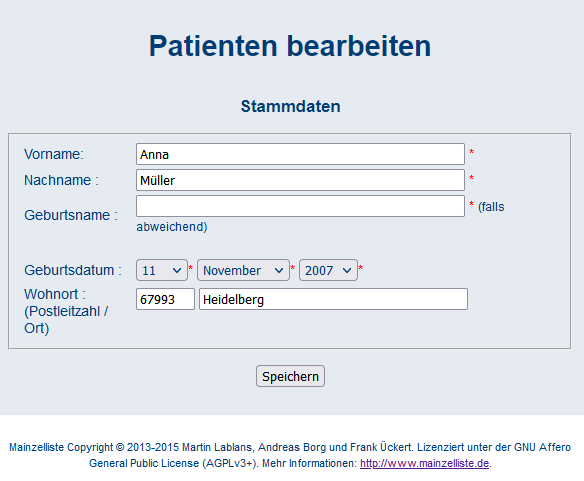 Patienten bearbeiten
Stammdaten
Vorname: Anna *
Nachname : Müller *
Geburtsname : * (falls
abweichend)
Geburtsdatum : 11 * November * 2007 *
Wohnort : 67993 Heidelberg
(Postleitzahl /
Ort)
Speichern
Mainzelliste Copyright © 2013-2015 Martin Lablans, Andreas Borg und Frank Ückert. Lizenziert unter der GNU Affero
General Public License (AGPLv3+). Mehr Informationen: http://www.mainzelliste.de.